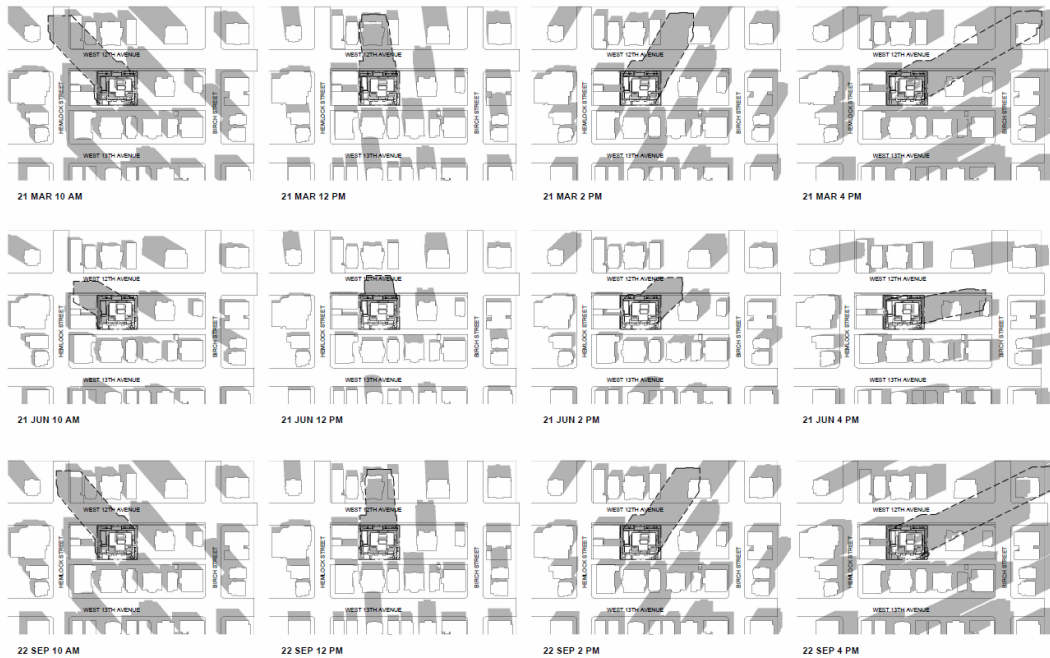 WEST 12TH AVENUE
HEMLOCK STREET
BIRCH STREET
WEST 13TH AVENUE
21 MAR 10 AM
WEST 12TH AVENUE
HEMLOCK STREET
BIRCH STREET
WEST 13TH AVENUE
21 MAR 12 PM
WEST 12TH AVENUE
HEMLOCK STREET
BIRCH STREET
WEST 13TH AVENUE
21 MAR 2 PM
WEST 12TH AVENUE
HEMLOCK STREET
BIRCH STREET
WEST 13TH AVENUE
21 MAR 4 PM
WEST 12TH AVENUE
HEMLOCK STREET
BIRCH STREET
WEST 13TH AVENUE
21 JUN 10 AM
WEST 12TH AVENUE
HEMLOCK STREET
BIRCH STREET
WEST 13TH AVENUE
21 JUN 12 PM
WEST 12TH AVENUE
HEMLOCK STREET
BIRCH STREET
WEST 13TH AVENUE
21 JUN 2 PM
WEST 12TH AVENUE
HEMLOCK STREET
BIRCH STREET
WEST 13TH AVENUE
21 JUN 4 PM
WEST 12TH AVENUE
HEMLOCK STREET
BIRCH STREET
WEST 13TH AVENUE
22 SEP 10 AM
WEST 12TH AVENUE
HEMLOCK STREET
BIRCH STREET
WEST 13TH AVENUE
22 SEP 12 PM
WEST 12TH AVENUE
HEMLOCK STREET
BIRCH STREET
WEST 13TH AVENUE
22 SEP 2 PM
WEST 12TH AVENUE
HEMLOCK STREET
BIRCH STREET
WEST 13TH AVENUE
22 SEP 4 PM